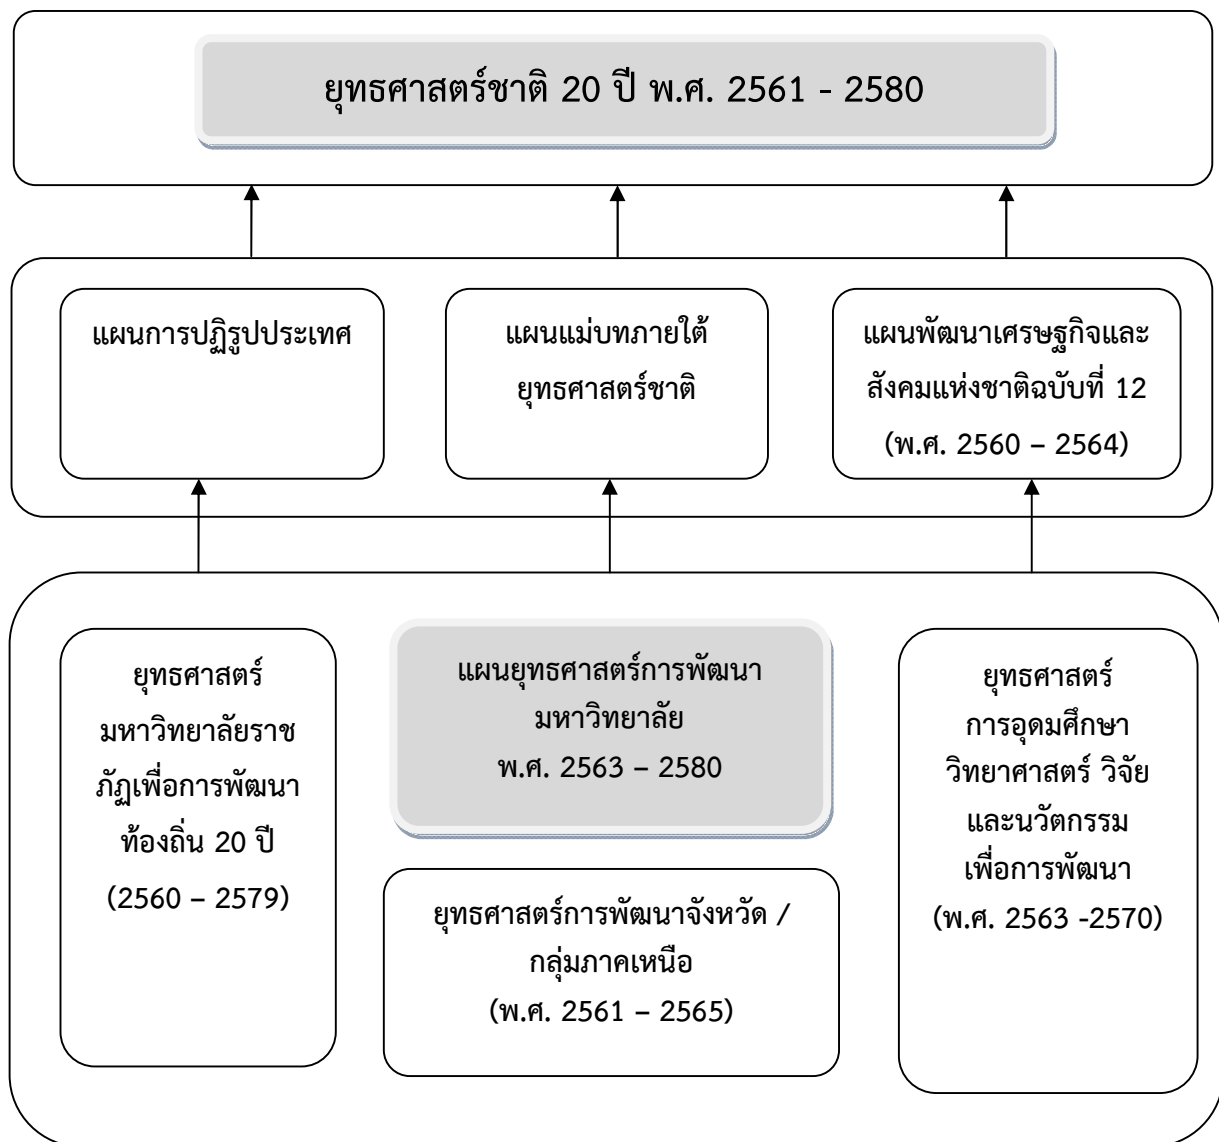 ยุทธศาสตร์ชาติ 20 ปี พ.ศ. 2561 - 2580
แผนการปฏิรูปประเทศ
แผนแม่บทภายใต้
ยุทธศาสตร์ชาติ
แผนพัฒนาเศรษฐกิจและ
สังคมแห่งชาติฉบับที่ 12
(พ.ศ. 2560 – 2564)
ยุทธศาสตร์
มหาวิทยาลัยราช
ภัฏเพื่อการพัฒนา
ท้องถิ่น 20 ปี
(2560 – 2579)
แผนยุทธศาสตร์การพัฒนา
มหาวิทยาลัย
พ.ศ. 2563 – 2580
ยุทธศาสตร์การพัฒนาจังหวัด /
กลุ่มภาคเหนือ
(พ.ศ. 2561 – 2565)
ยุทธศาสตร์
การอุดมศึกษา
วิทยาศาสตร์ วิจัย
และนวัตกรรม
เพื่อการพัฒนา
(พ.ศ. 2563 -2570)